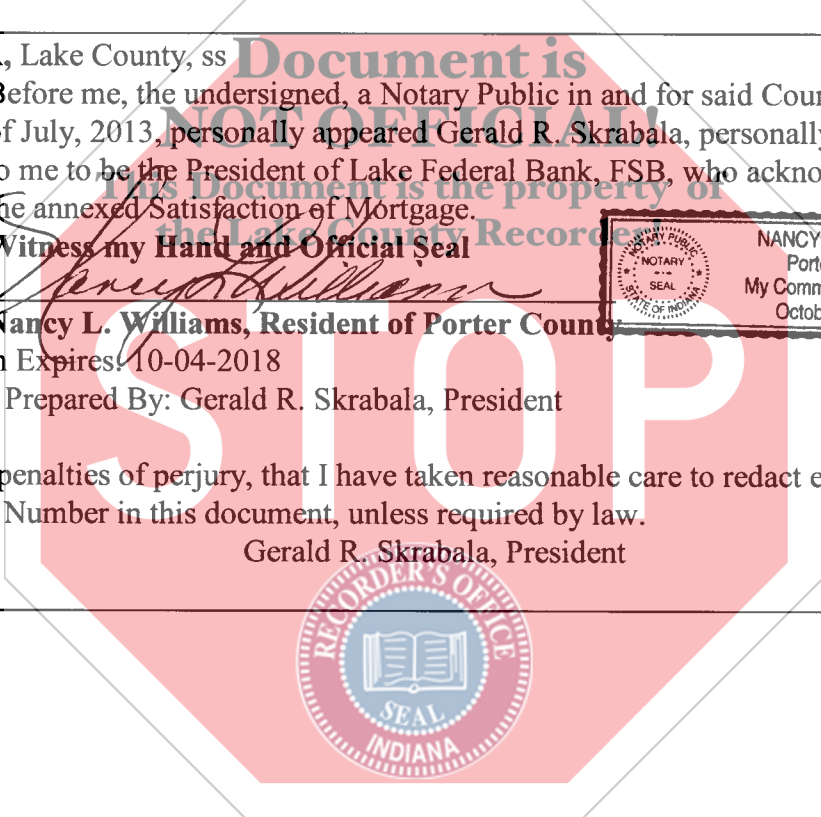 , Lake County, ss
Document is
Before me, the undersigned, a Notary Public in and for said Coun
NOT OFFICIAL!
of July, 2013, personally appeared Gerald R. Skrabala, personally
o me to be the President of Lake Federal Bank, FSB, who ackno
This Document is the property of
he annexed Satisfaction of Mortgage.
the Lake County Recorder!
Witness my Hand and Official Seal
NOTARY PUBLIC
NOTARY
SEAL
STATE OF INDIANA
NANCY
Porte
My Comm
Octob
Nancy L. Williams
Nancy L. Williams, Resident of Porter County
n Expires: 10-04-2018
Prepared By: Gerald R. Skrabala, President
STOP
penalties of perjury, that I have taken reasonable care to redact e
Number in this document, unless required by law.
Gerald R. Skrabala, President
RECORDER'S OFFICE
SEAL
INDIANA